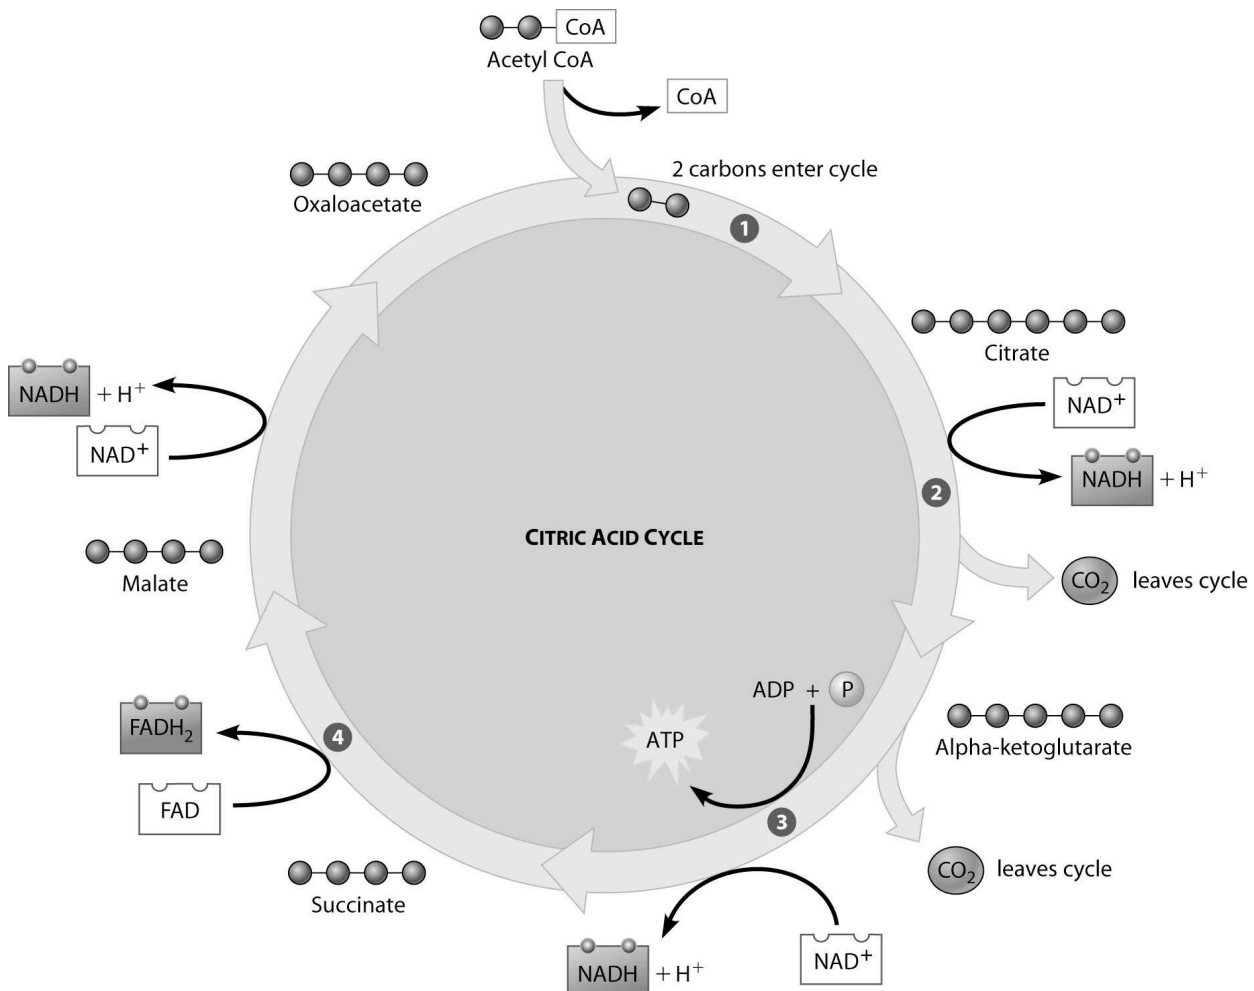 CoA
Acetyl CoA
CoA
2 carbons enter cycle
Oxaloacetate
1
Citrate
NAD+
NADH + H+
2
CO2 leaves cycle
NADH + H+
NAD+
CITRIC ACID CYCLE
Malate
ADP + P
ATP
Alpha-ketoglutarate
3
CO2 leaves cycle
FADH2
4
FAD
Succinate
NADH + H+
NAD+